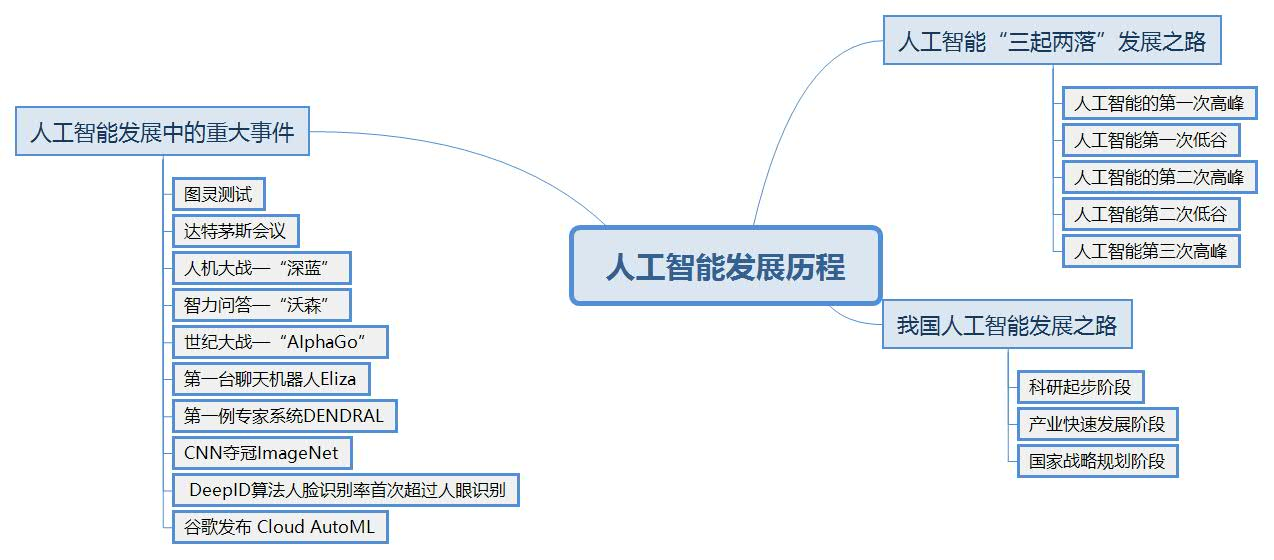 人工智能发展历程
人工智能“三起两落”发展之路
人工智能的第一次高峰
人工智能第一次低谷
人工智能的第二次高峰
人工智能第二次低谷
人工智能第三次高峰
我国人工智能发展之路
科研起步阶段
产业快速发展阶段
国家战略规划阶段
人工智能发展中的重大事件
图灵测试
达特茅斯会议
人机大战—“深蓝”
智力问答—“沃森”
世纪大战—“AlphaGo”
第一台聊天机器人Eliza
第一例专家系统DENDRAL
CNN夺冠ImageNet
DeepID算法人脸识别率首次超过人眼识别
谷歌发布 Cloud AutoML